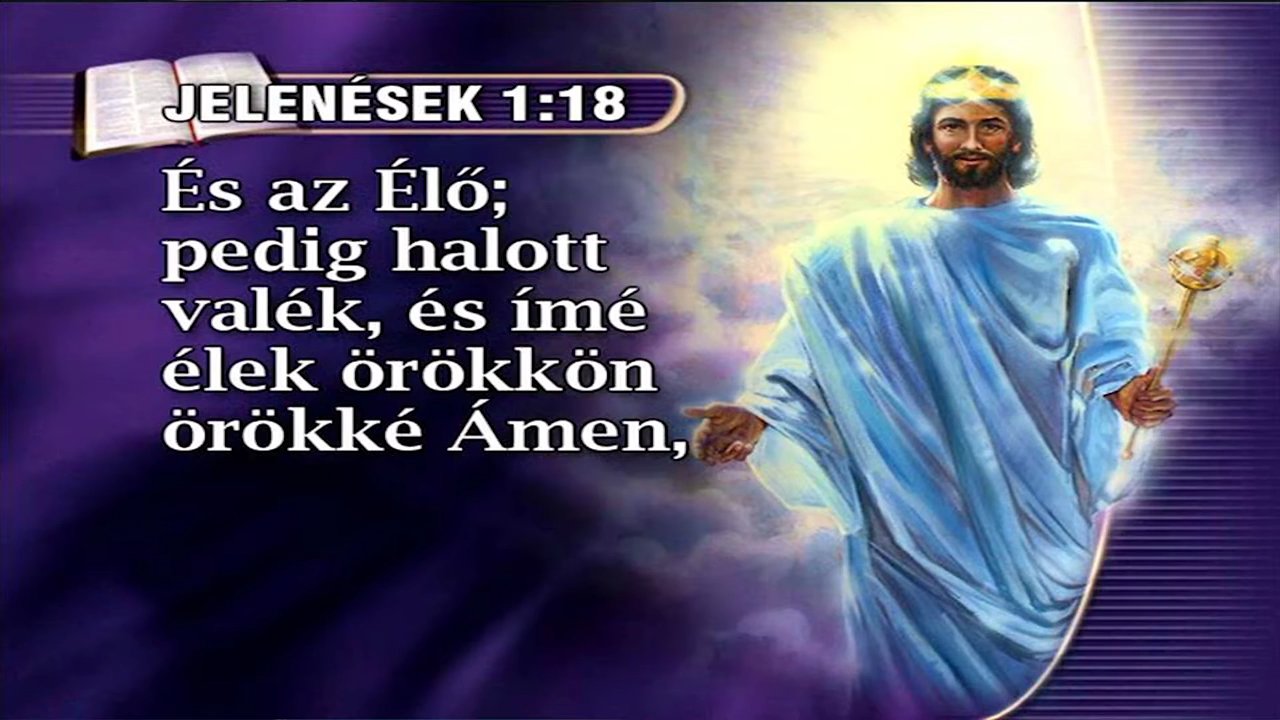 JELENÉSEK 1:18
És az Élő;
pedig halott
valék, és ímé
élek örökkön
örökké Ámen,